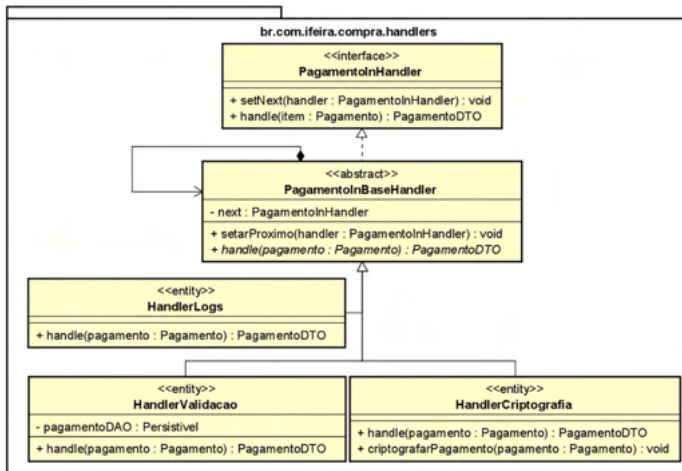 br.com.ifeira.compra.handlers
<<interface>>
PagamentoInHandler
+ setNext(handler : PagamentoInHandler) : void
+ handle(item : Pagamento) : PagamentoDTO
<<abstract>>
PagamentoInBaseHandler
- next : PagamentoInHandler
+ setarProximo(handler : PagamentoInHandler) : void
+ handle(pagamento : Pagamento) : PagamentoDTO
<<entity>>
HandlerLogs
+ handle(pagamento : Pagamento) : PagamentoDTO
<<entity>>
HandlerValidacao
- pagamentoDAO : Persistivel
+ handle(pagamento : Pagamento) : PagamentoDTO
<<entity>>
HandlerCriptografia
+ handle(pagamento : Pagamento) : PagamentoDTO
+ criptografarPagamento(pagamento : Pagamento) : void